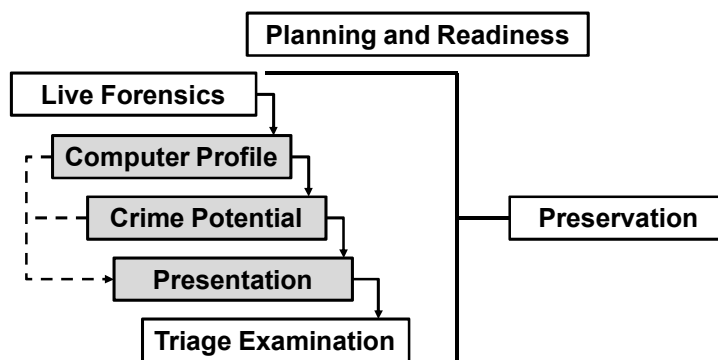 Planning and Readiness
Live Forensics
Computer Profile
Crime Potential
Preservation
Presentation
Triage Examination